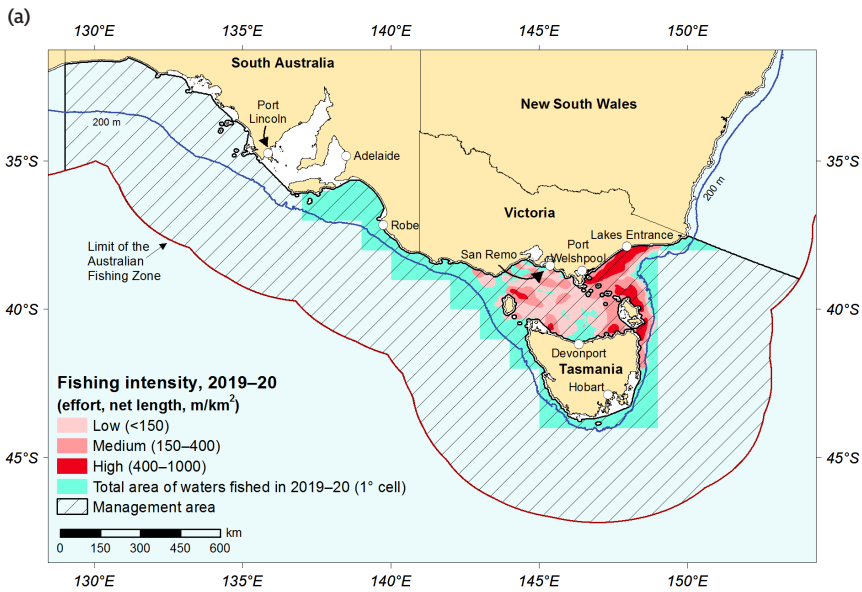 (a)
130°E 135°E 140°E 145°E 150°E
South Australia
New South Wales
Port
Lincoln
200 m
Adelaide
35°S 35°S
200 m
Victoria
Robe
Lakes Entrance
Port
Welshpool
San Remo
Limit of the
Australian
Fishing Zone
40°S 40°S
Devonport
Tasmania
Hobart
Fishing intensity, 2019–20
(effort, net length, m/km²)
Low (<150)
Medium (150–400)
High (400–1000)
Total area of waters fished in 2019–20 (1° cell)
Management area
45°S 45°S
km
0 150 300 450 600
130°E 135°E 140°E 145°E 150°E